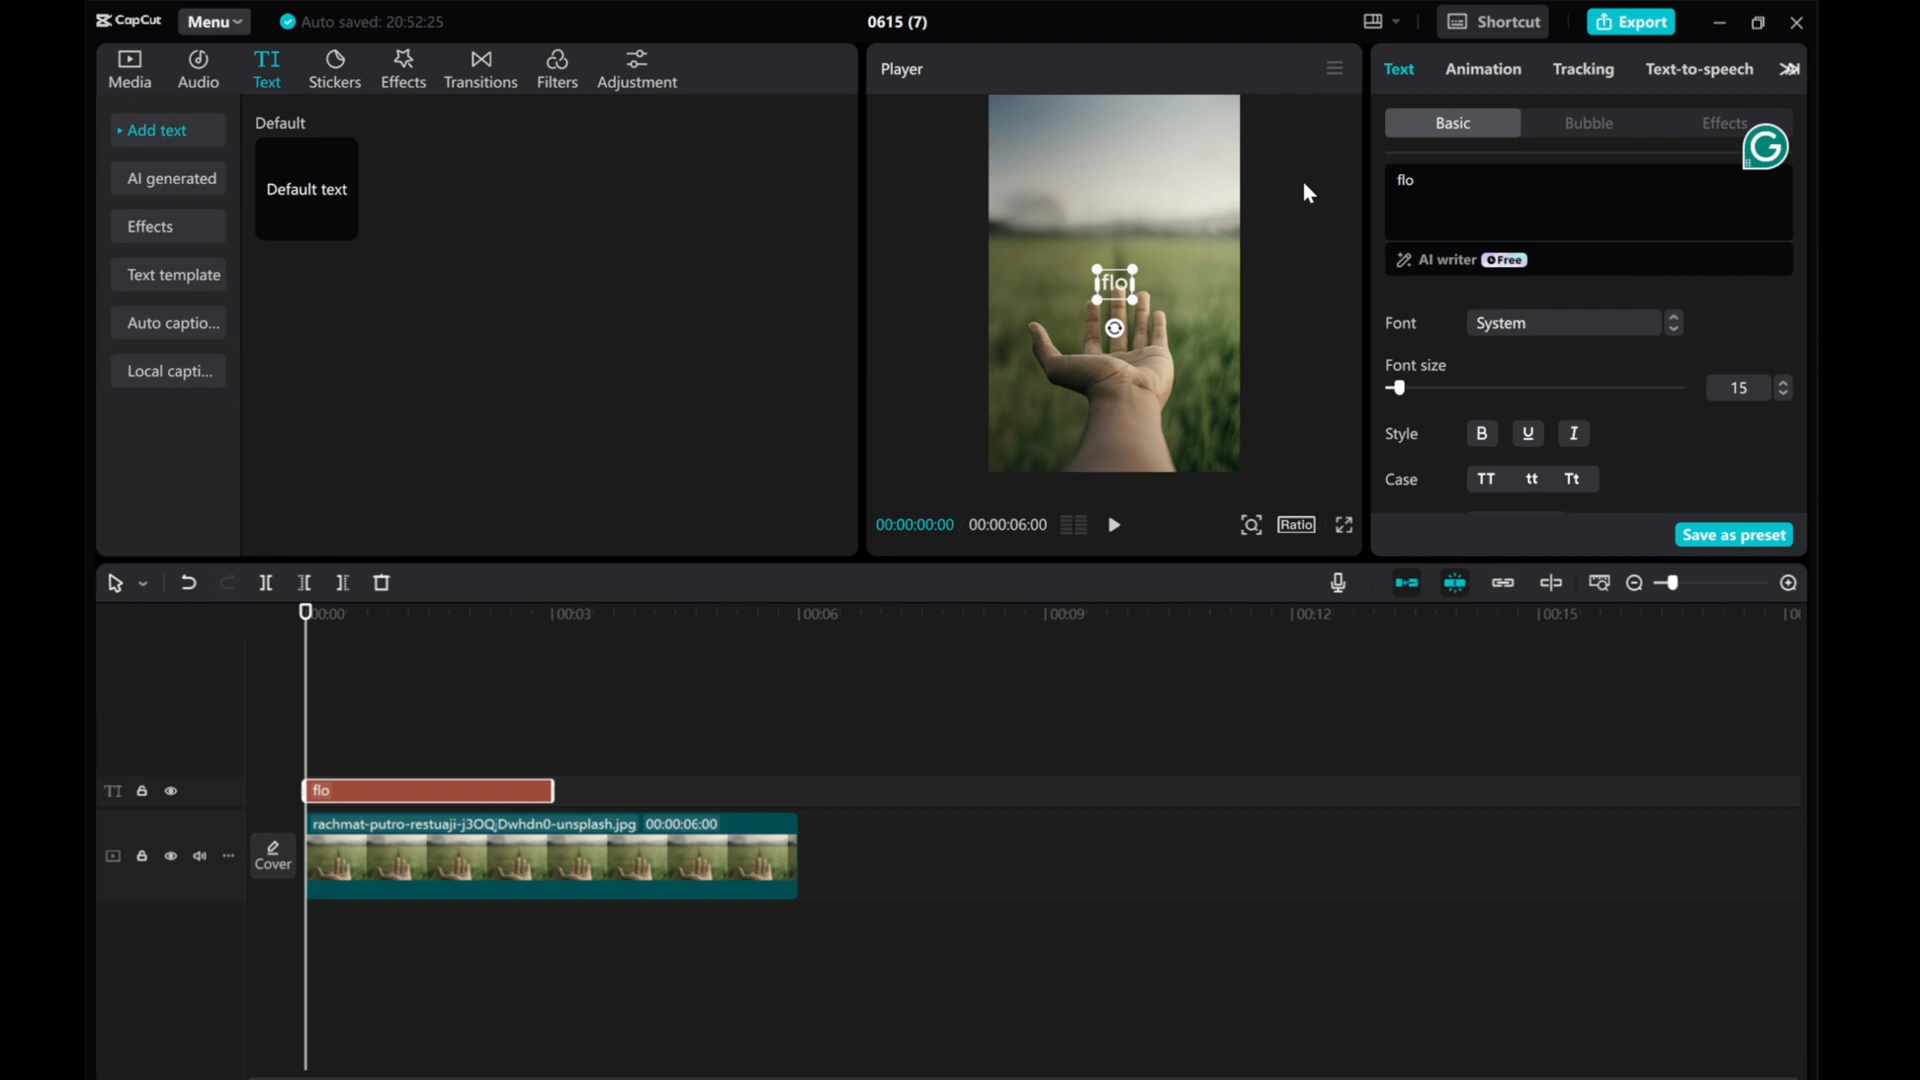 CapCut
Menu
Auto saved: 20:52:25
0615 (7)
Shortcut
Export
Media
Audio
TI
Text
Stickers
Effects
Transitions
Filters
Adjustment
Player
Text
Animation
Tracking
Text-to-speech
Add text
AI generated
Effects
Text template
Auto captio...
Local capti...
Default
Default text
flo
Basic
Bubble
Effects
G
flo
AI writer
Free
Font
System
Font size
15
Style
B
U
I
Case
TT
tt
Tt
Save as preset
00:00:00:00
00:00:06:00
Ratio
00:00
00:03
00:06
00:09
00:12
00:15
TI
flo
Cover
rachmat-putro-restuaji-j3OQjDwhdn0-unsplash.jpg 00:00:06:00